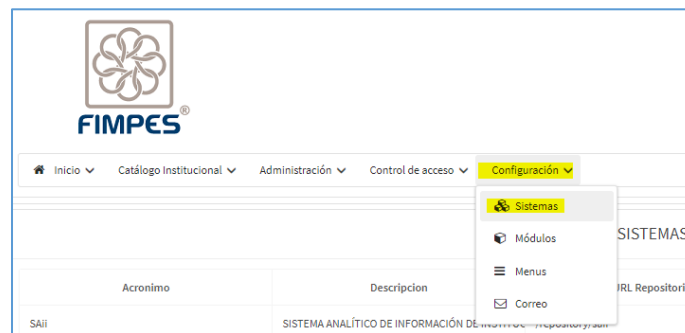 FIMPES®
Inicio Catálogo Institucional Administración Control de acceso Configuración
Sistemas
Módulos
SISTEMAS
Menus
Acronimo Descripcion URL Repositori
Correo
SAii SISTEMA ANALÍTICO DE INFORMACIÓN DE INSTITUC /repository/saii